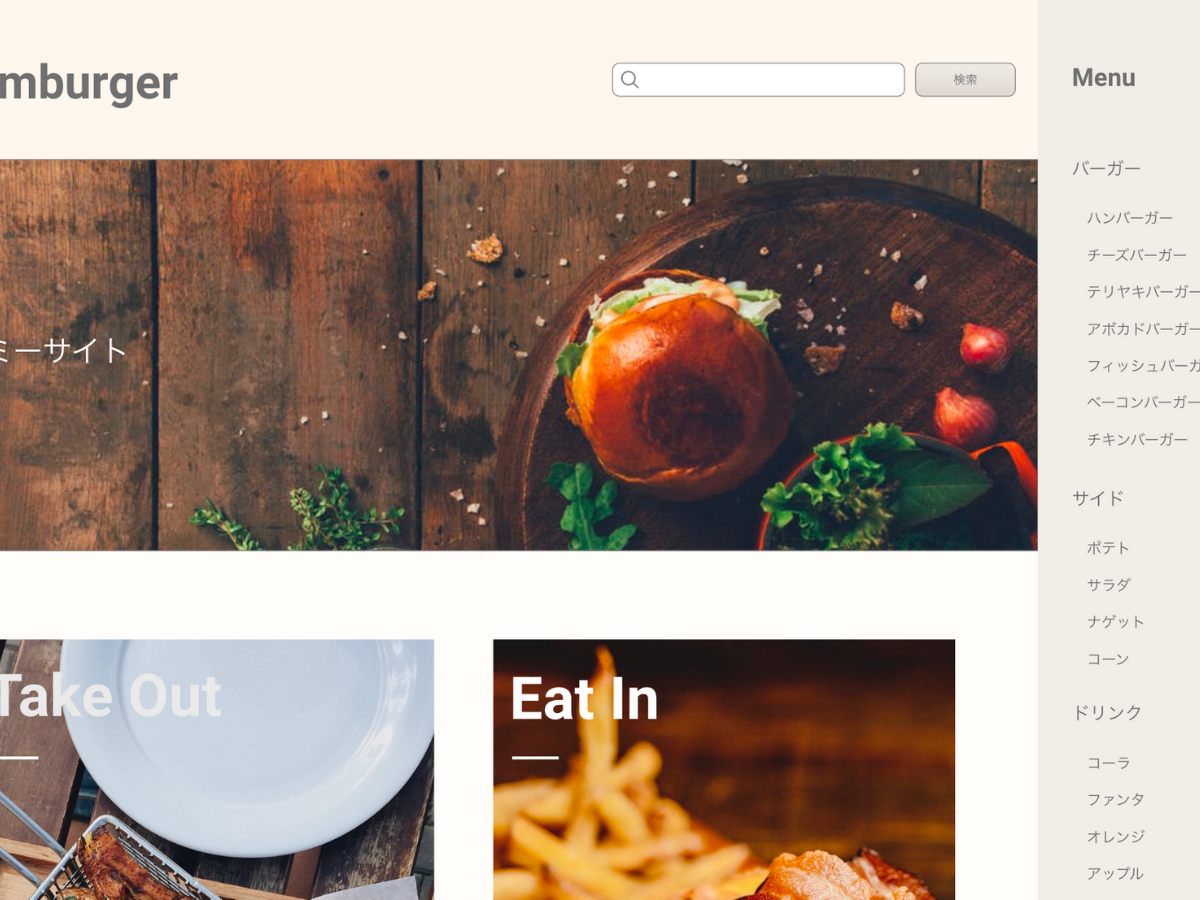 mburger
検索
ミーサイト
Take Out
Eat In
Menu
バーガー
ハンバーガー
チーズバーガー
テリヤキバーガー
アボカドバーガー
フィッシュバーガ
ベーコンバーガー
チキンバーガー
サイド
ポテト
サラダ
ナゲット
コーン
ドリンク
コーラ
ファンタ
オレンジ
アップル